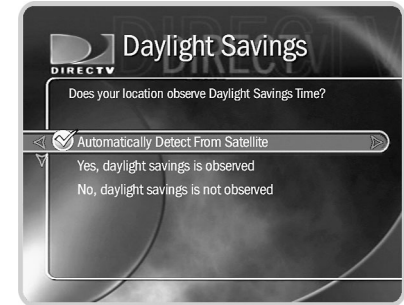 Daylight Savings
DIRECTV
Does your location observe Daylight Savings Time?
Automatically Detect From Satellite
Yes, daylight savings is observed
No, daylight savings is not observed